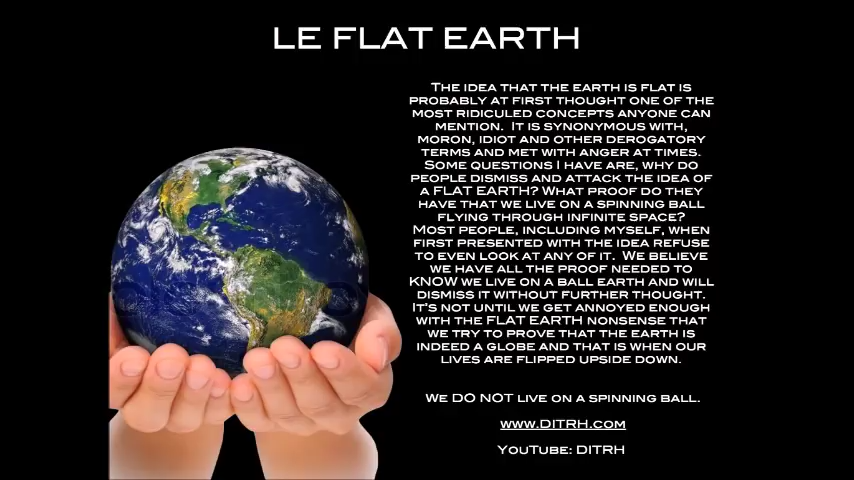 LE FLAT EARTH
THE IDEA THAT THE EARTH IS FLAT IS
PROBABLY AT FIRST THOUGHT ONE OF THE
MOST RIDICULED CONCEPTS ANYONE CAN
MENTION. IT IS SYNONYMOUS WITH,
MORON, IDIOT AND OTHER DEROGATORY
TERMS AND MET WITH ANGER AT TIMES.
SOME QUESTIONS I HAVE ARE, WHY DO
PEOPLE DISMISS AND ATTACK THE IDEA OF
A FLAT EARTH? WHAT PROOF DO THEY
HAVE THAT WE LIVE ON A SPINNING BALL
FLYING THROUGH INFINITE SPACE?
MOST PEOPLE, INCLUDING MYSELF, WHEN
FIRST PRESENTED WITH THE IDEA REFUSE
TO EVEN LOOK AT ANY OF IT. WE BELIEVE
WE HAVE ALL THE PROOF NEEDED TO
KNOW WE LIVE ON A BALL EARTH AND WILL
DISMISS IT WITHOUT FURTHER THOUGHT.
IT'S NOT UNTIL WE GET ANNOYED ENOUGH
WITH THE FLAT EARTH NONSENSE THAT
WE TRY TO PROVE THAT THE EARTH IS
INDEED A GLOBE AND THAT IS WHEN OUR
LIVES ARE FLIPPED UPSIDE DOWN.
WE DO NOT LIVE ON A SPINNING BALL.
WWW.DITRH.COM
YOUTUBE: DITRH